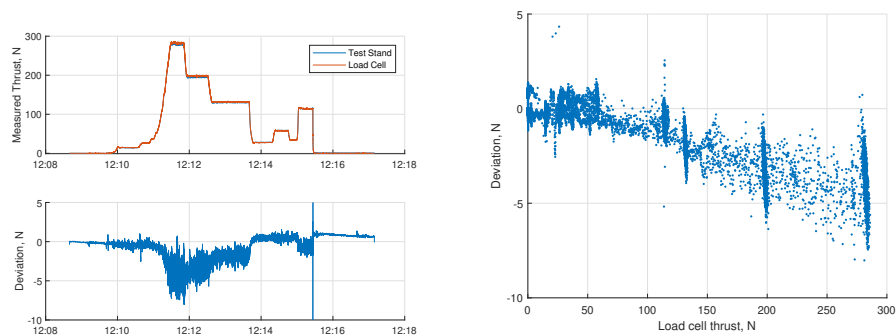 Measured Thrust, N
300
200
100
0
Test Stand
Load Cell
12:08 12:10 12:12 12:14 12:16 12:18
Deviation, N
5
0
-5
-10
12:08 12:10 12:12 12:14 12:16 12:18
Deviation, N
5
0
-5
-10
0 50 100 150 200 250 300
Load cell thrust, N